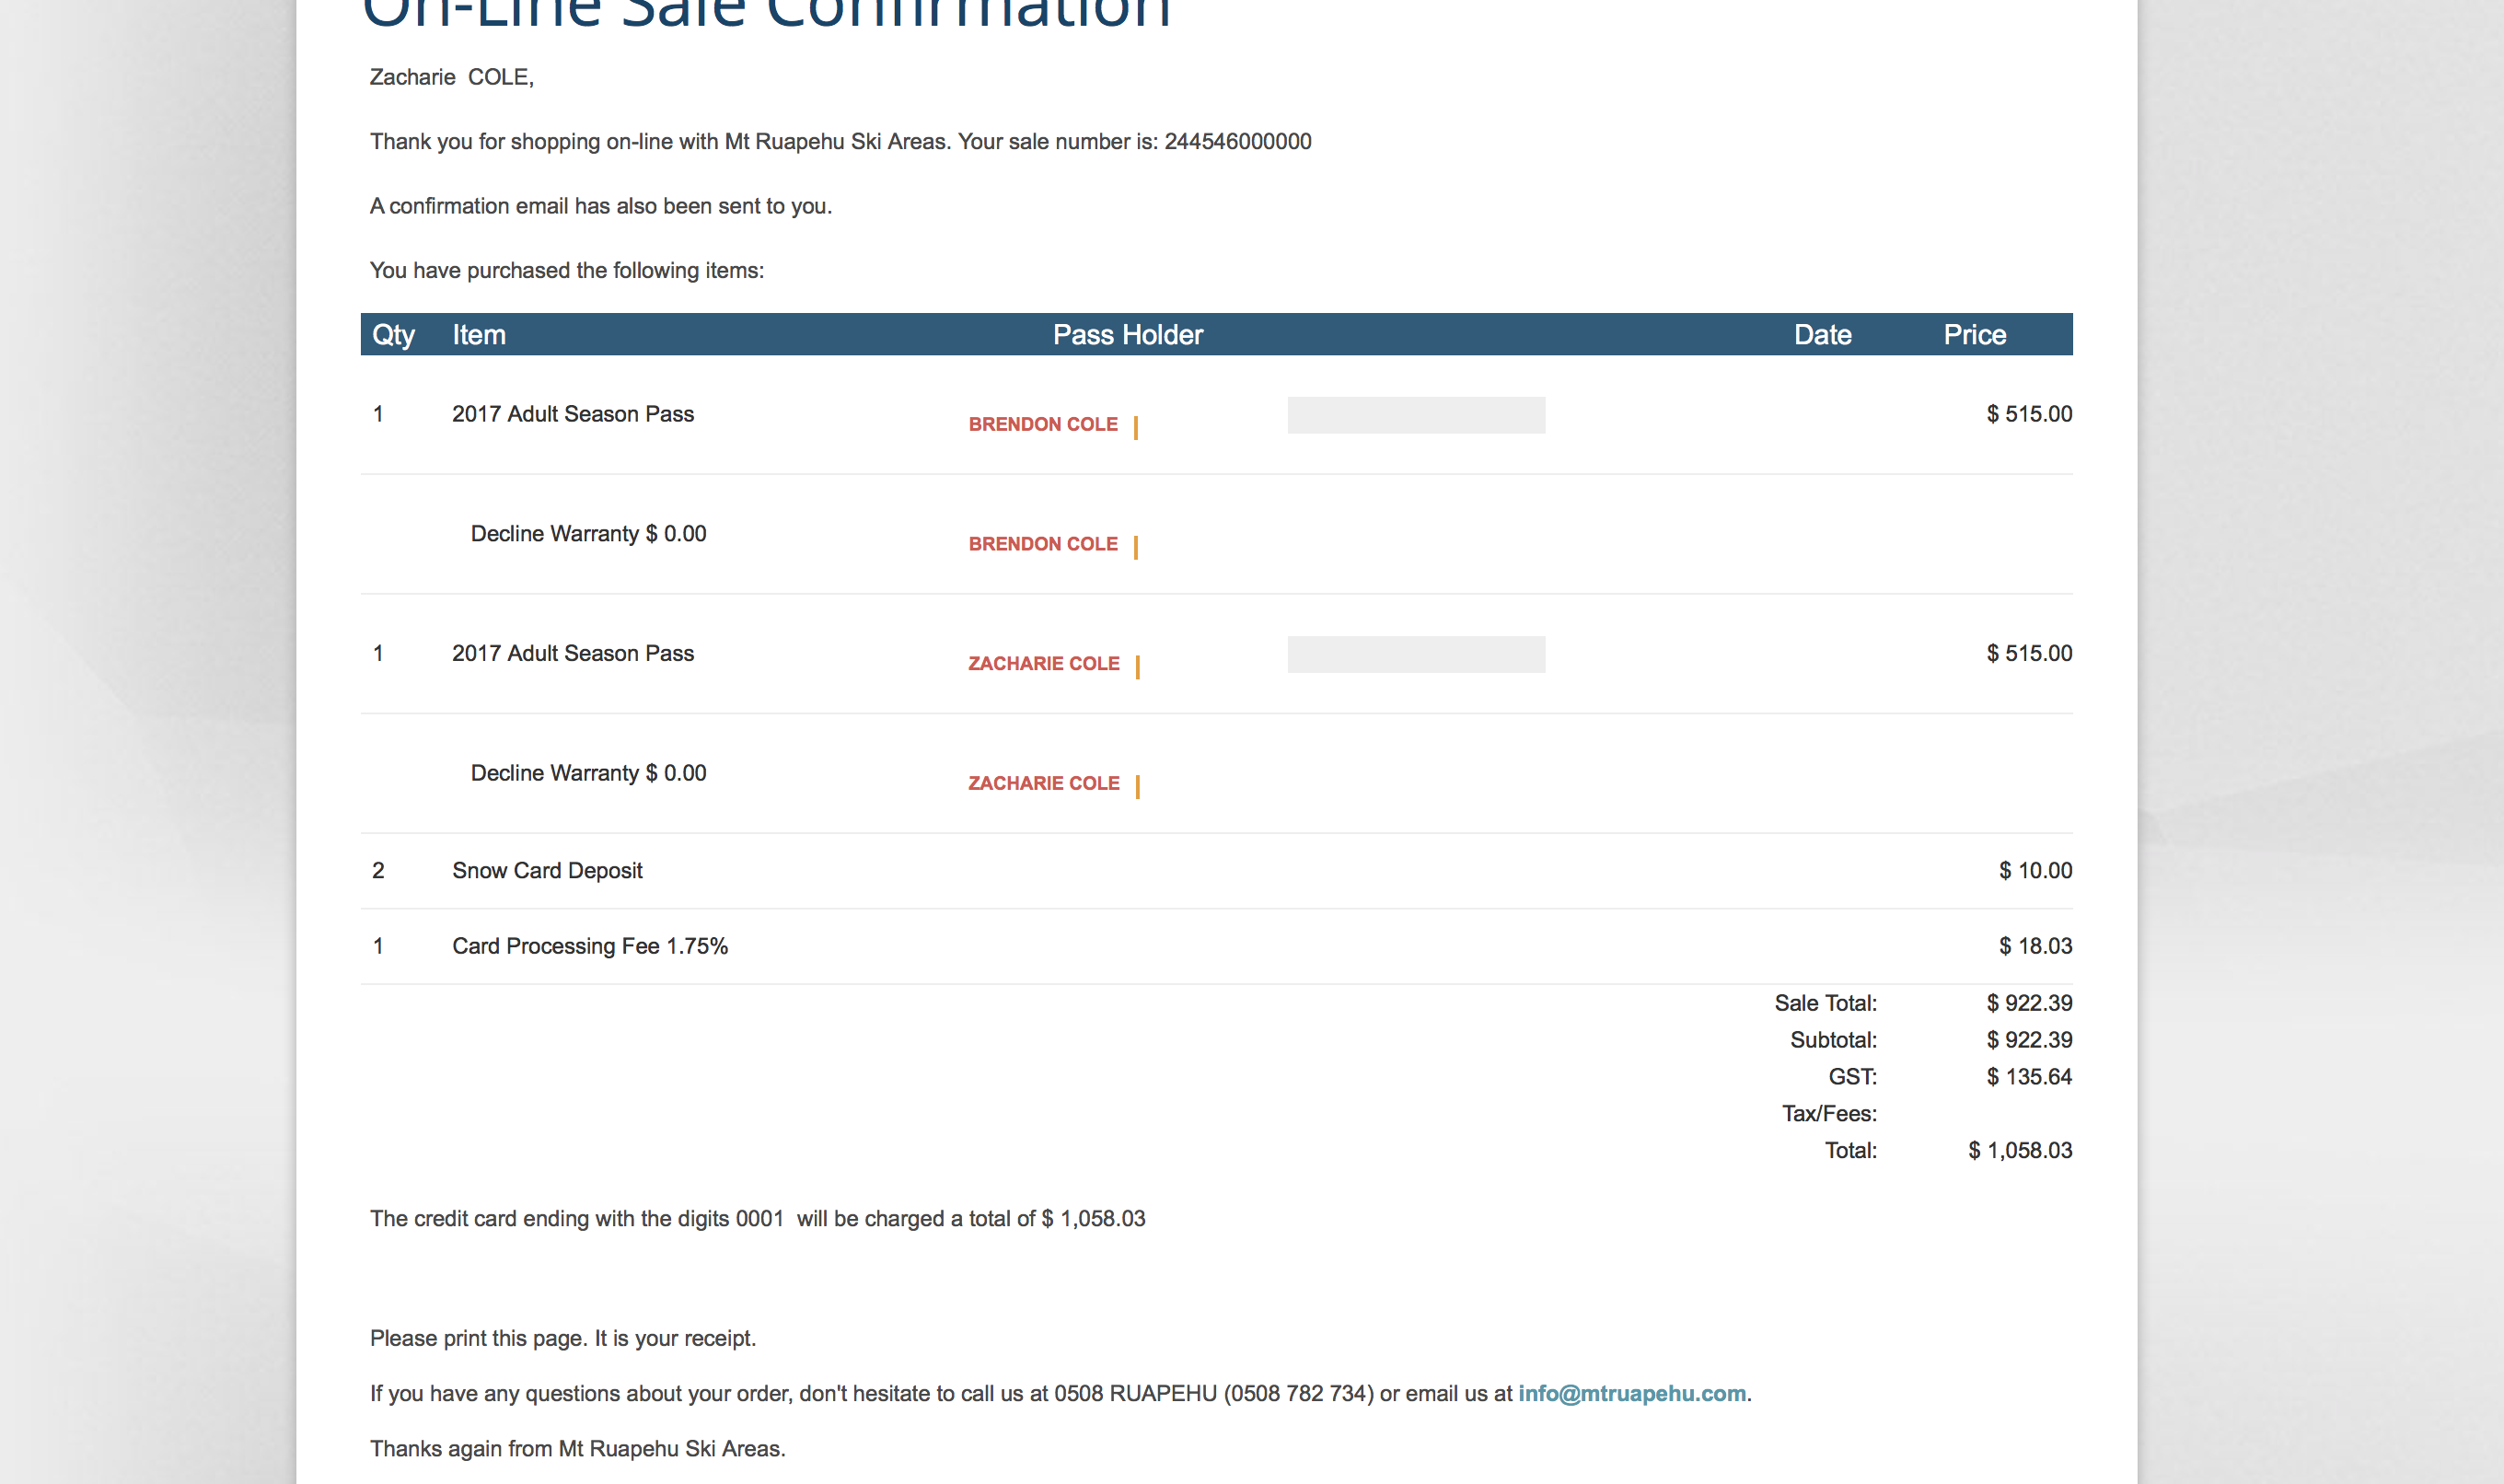 On-Line Sale Confirmation
Zacharie  COLE,
Thank you for shopping on-line with Mt Ruapehu Ski Areas. Your sale number is: 244546000000
A confirmation email has also been sent to you.
You have purchased the following items:
Qty Item Pass Holder Date Price
1 2017 Adult Season Pass BRENDON COLE $ 515.00
Decline Warranty $ 0.00 BRENDON COLE
1 2017 Adult Season Pass ZACHARIE COLE $ 515.00
Decline Warranty $ 0.00 ZACHARIE COLE
2 Snow Card Deposit $ 10.00
1 Card Processing Fee 1.75% $ 18.03
Sale Total: $ 922.39
Subtotal: $ 922.39
GST: $ 135.64
Tax/Fees:
Total: $ 1,058.03
The credit card ending with the digits 0001  will be charged a total of $ 1,058.03
Please print this page. It is your receipt.
If you have any questions about your order, don't hesitate to call us at 0508 RUAPEHU (0508 782 734) or email us at info@mtruapehu.com.
Thanks again from Mt Ruapehu Ski Areas.